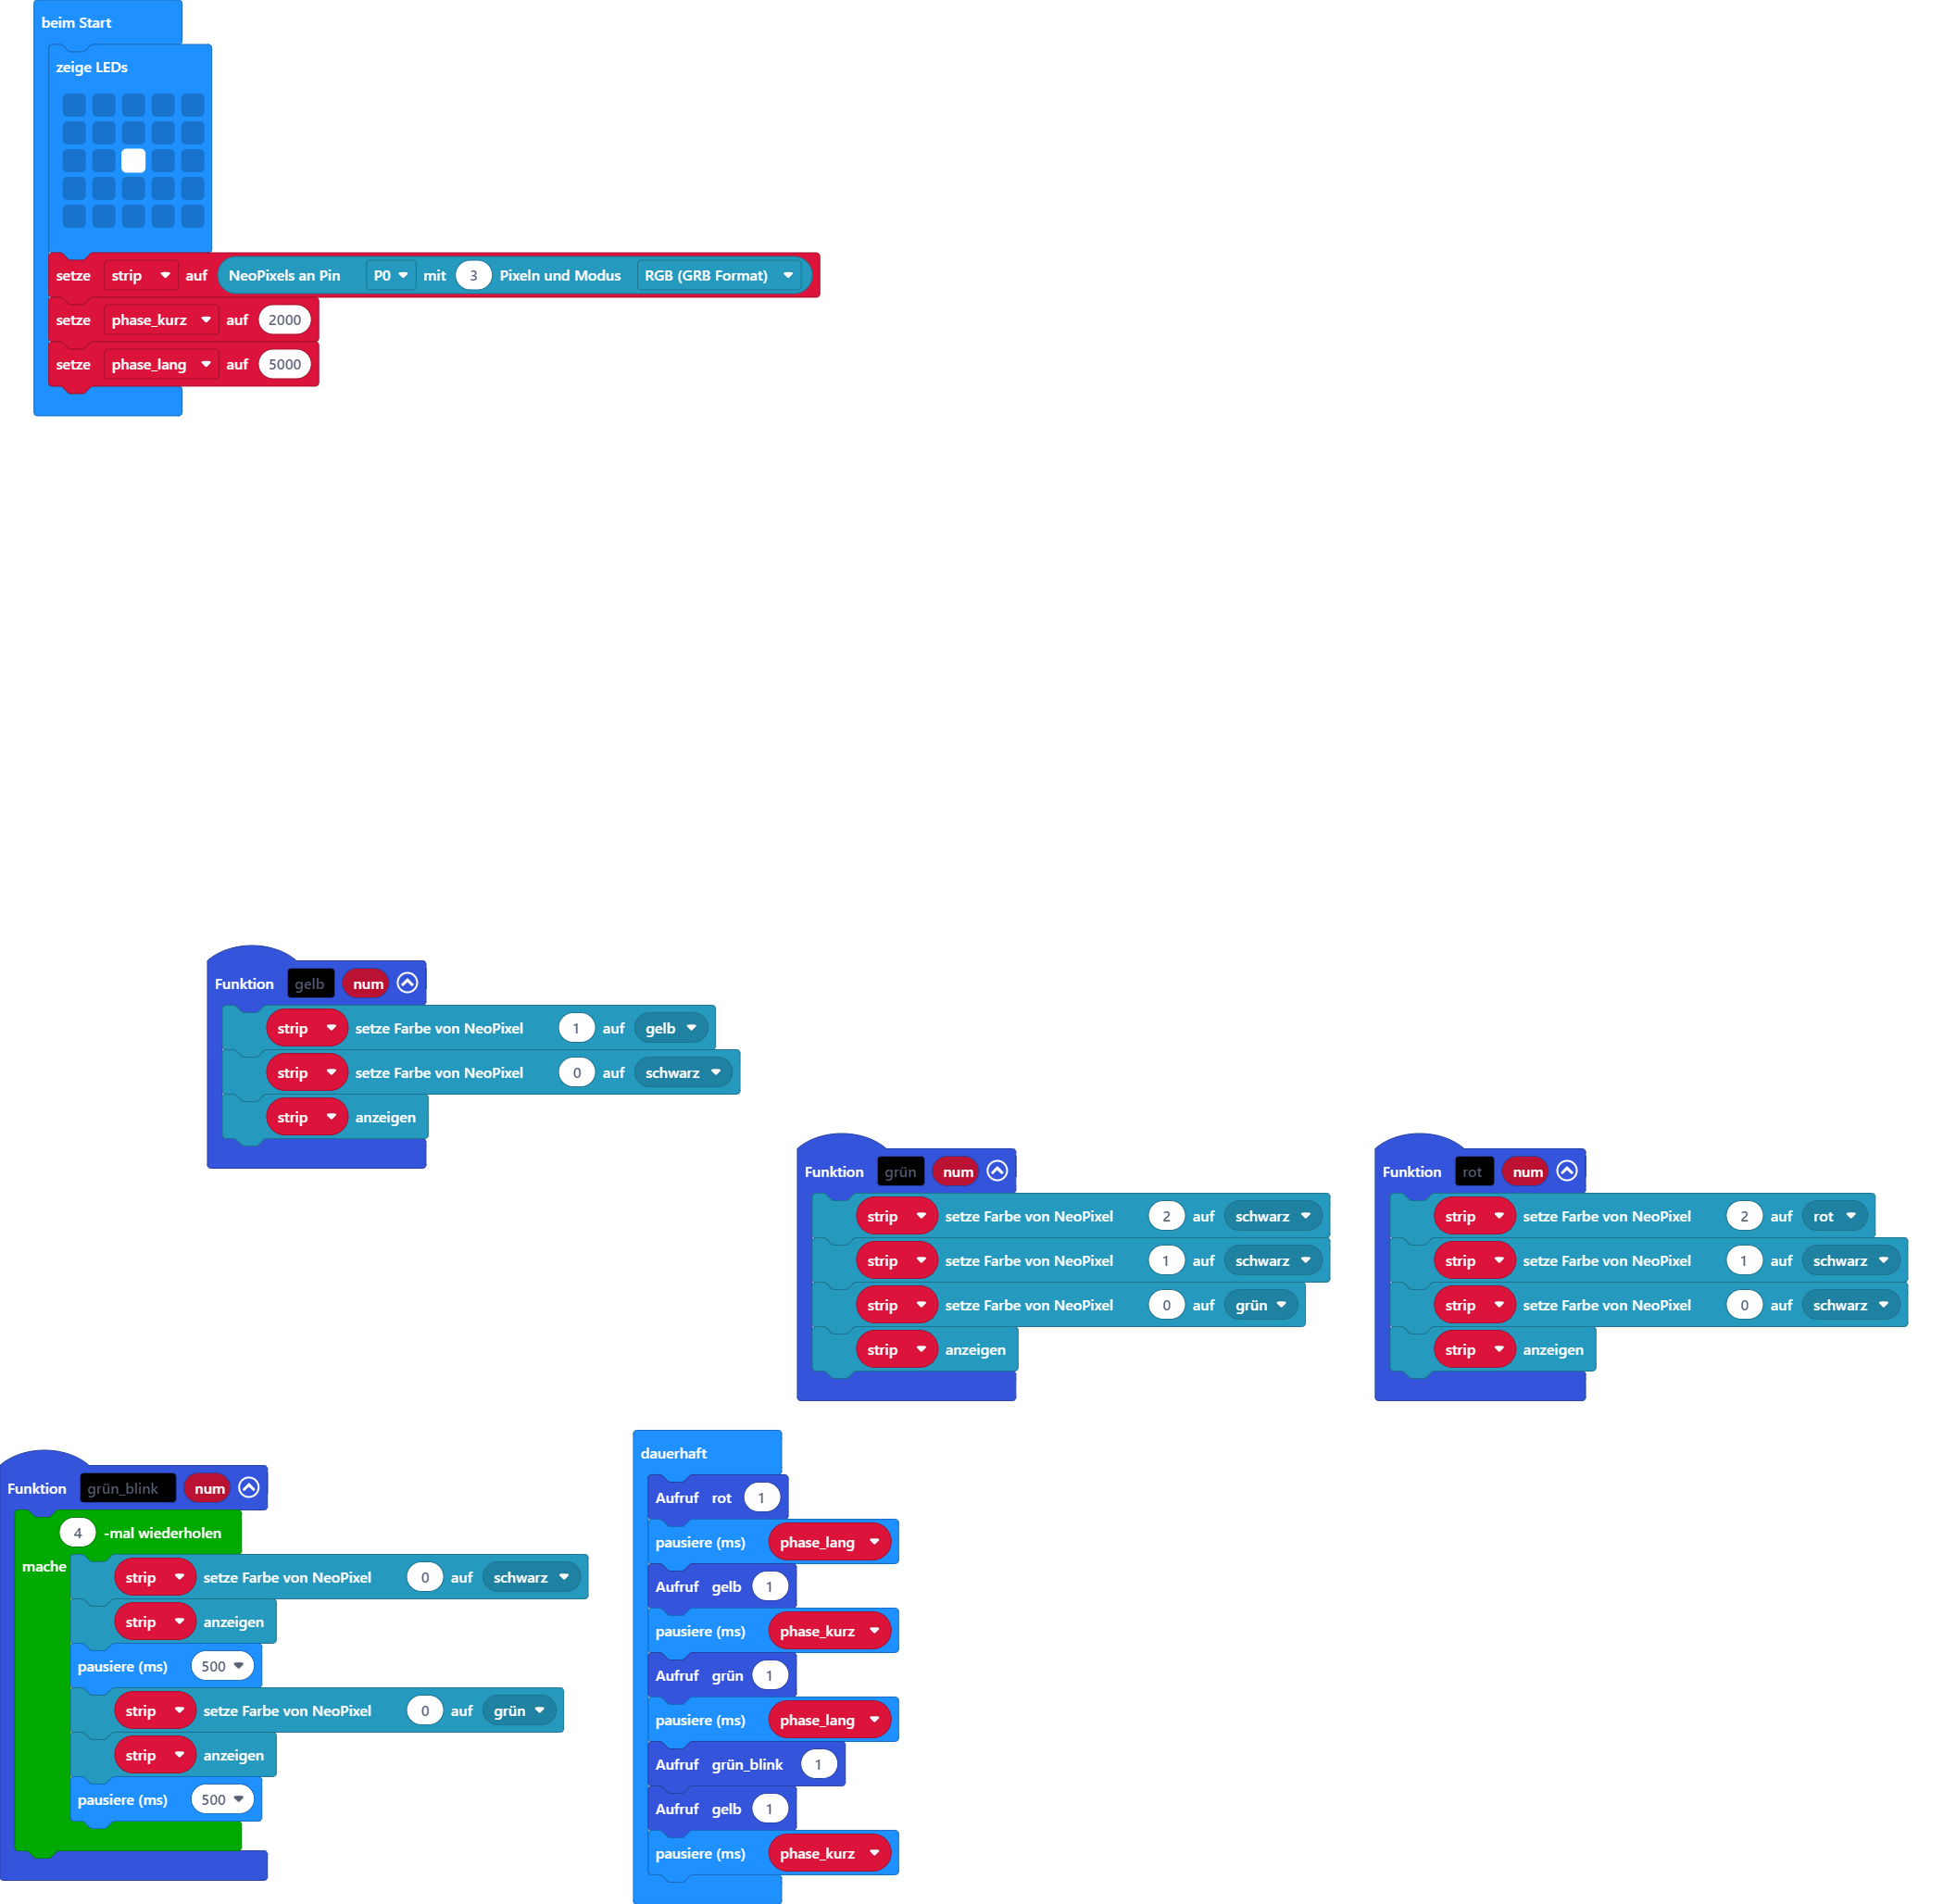 beim Start
zeige LEDs
setze strip auf NeoPixels an Pin P0 mit 3 Pixeln und Modus RGB (GRB Format)
setze phase_kurz auf 2000
setze phase_lang auf 5000
Funktion gelb num
strip setze Farbe von NeoPixel 1 auf gelb
strip setze Farbe von NeoPixel 0 auf schwarz
strip anzeigen
Funktion grün num
strip setze Farbe von NeoPixel 2 auf schwarz
strip setze Farbe von NeoPixel 1 auf schwarz
strip setze Farbe von NeoPixel 0 auf grün
strip anzeigen
Funktion rot num
strip setze Farbe von NeoPixel 2 auf rot
strip setze Farbe von NeoPixel 1 auf schwarz
strip setze Farbe von NeoPixel 0 auf schwarz
strip anzeigen
Funktion grün_blink num
4 -mal wiederholen
mache
strip setze Farbe von NeoPixel 0 auf schwarz
strip anzeigen
pausiere (ms) 500
strip setze Farbe von NeoPixel 0 auf grün
strip anzeigen
pausiere (ms) 500
dauerhaft
Aufruf rot 1
pausiere (ms) phase_lang
Aufruf gelb 1
pausiere (ms) phase_kurz
Aufruf grün 1
pausiere (ms) phase_lang
Aufruf grün_blink 1
Aufruf gelb 1
pausiere (ms) phase_kurz